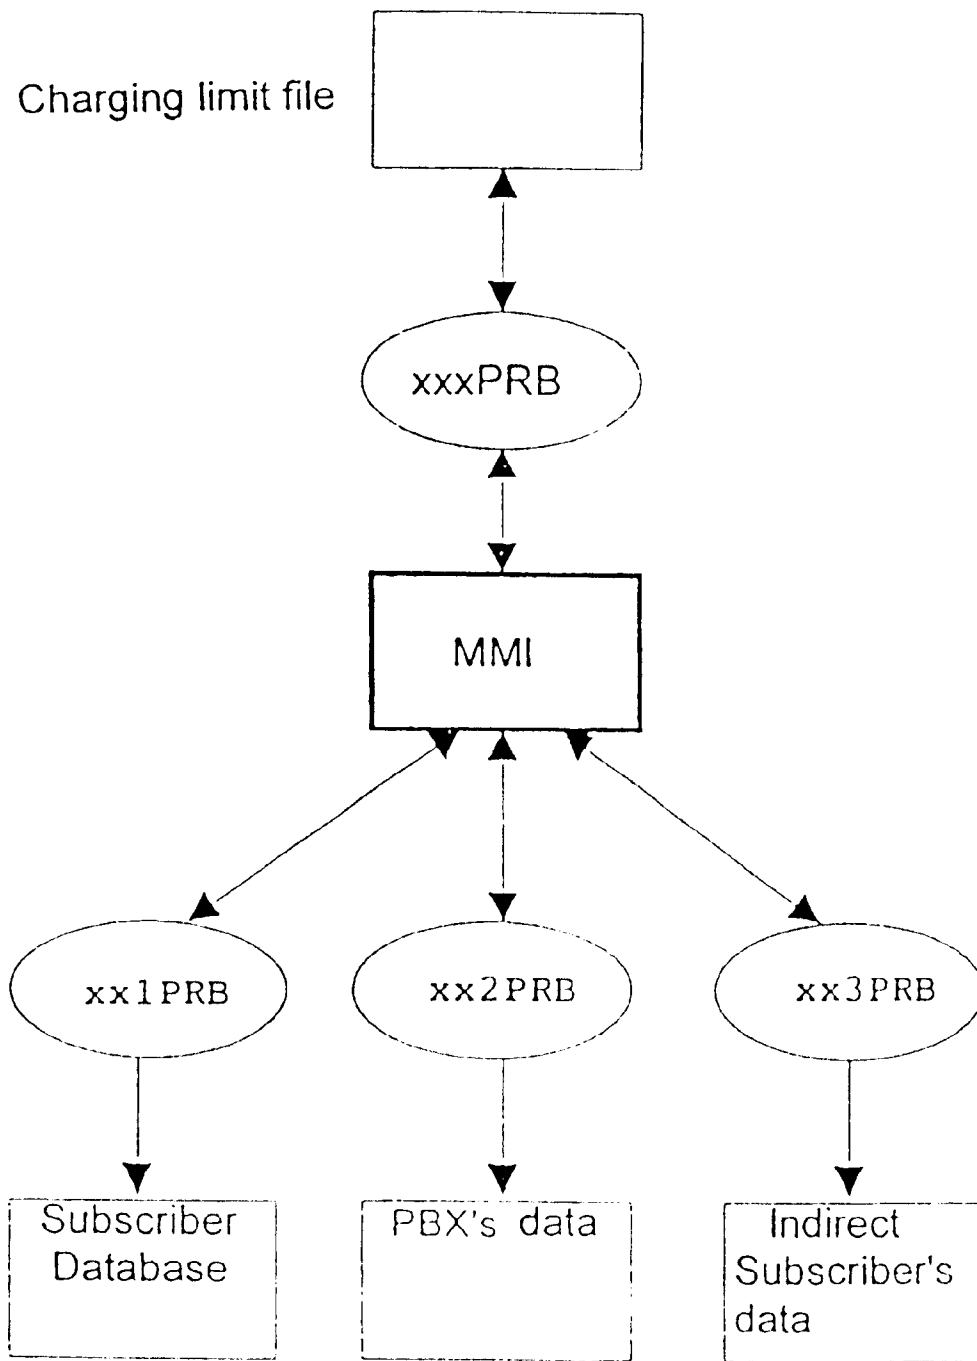 Charging limit file
xxxPRB
MMI
xx1PRB
xx2PRB
xx3PRB
Subscriber
Database
PBX's data
Indirect
Subscriber's
data